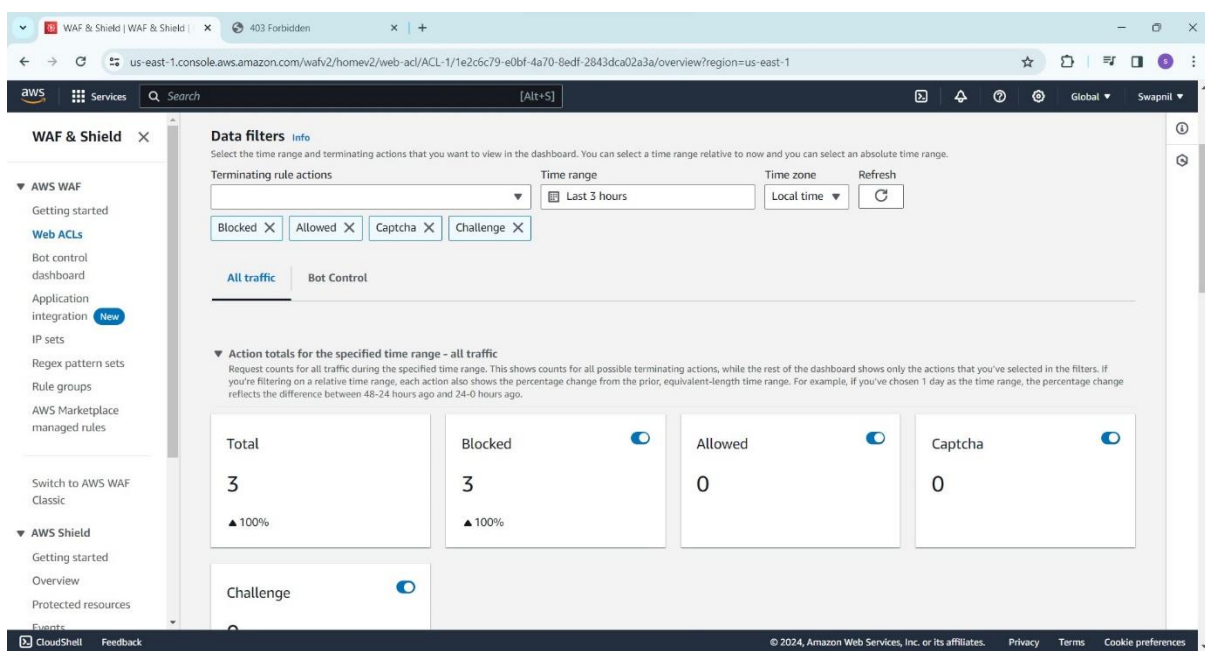 WAF & Shield | WAF & Shield |
403 Forbidden
us-east-1.console.aws.amazon.com/wafv2/homev2/web-acl/ACL-1/1e2c6c79-e0bf-4a70-8edf-2843dca02a3a/overview?region=us-east-1
S
aws
Services
Search
[Alt+S]
Global
Swapnil
WAF & Shield
AWS WAF
Getting started
Web ACLs
Bot control
dashboard
Application
integration New
IP sets
Regex pattern sets
Rule groups
AWS Marketplace
managed rules
Switch to AWS WAF
Classic
AWS Shield
Getting started
Overview
Protected resources
Events
Data filters Info
Select the time range and terminating actions that you want to view in the dashboard. You can select a time range relative to now and you can select an absolute time range.
Terminating rule actions
Time range
Time zone
Refresh
Last 3 hours
Local time
Blocked
Allowed
Captcha
Challenge
All traffic
Bot Control
Action totals for the specified time range - all traffic
Request counts for all traffic during the specified time range. This shows counts for all possible terminating actions, while the rest of the dashboard shows only the actions that you've selected in the filters. If
you're filtering on a relative time range, each action also shows the percentage change from the prior, equivalent-length time range. For example, if you've chosen 1 day as the time range, the percentage change
reflects the difference between 48-24 hours ago and 24-0 hours ago.
Total
3
▲ 100%
Blocked
3
▲ 100%
Allowed
0
Captcha
0
Challenge
CloudShell
Feedback
© 2024, Amazon Web Services, Inc. or its affiliates.
Privacy
Terms
Cookie preferences